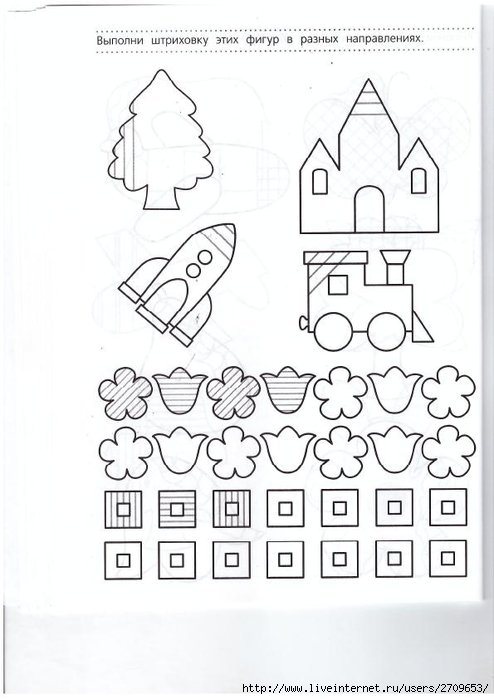 Выполни штриховку этих фигур в разных направлениях.
http://www.liveinternet.ru/users/2709653/